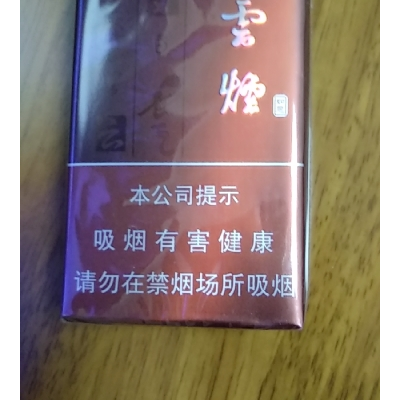 雲煙
本公司提示
吸烟有害健康
请勿在禁烟场所吸烟